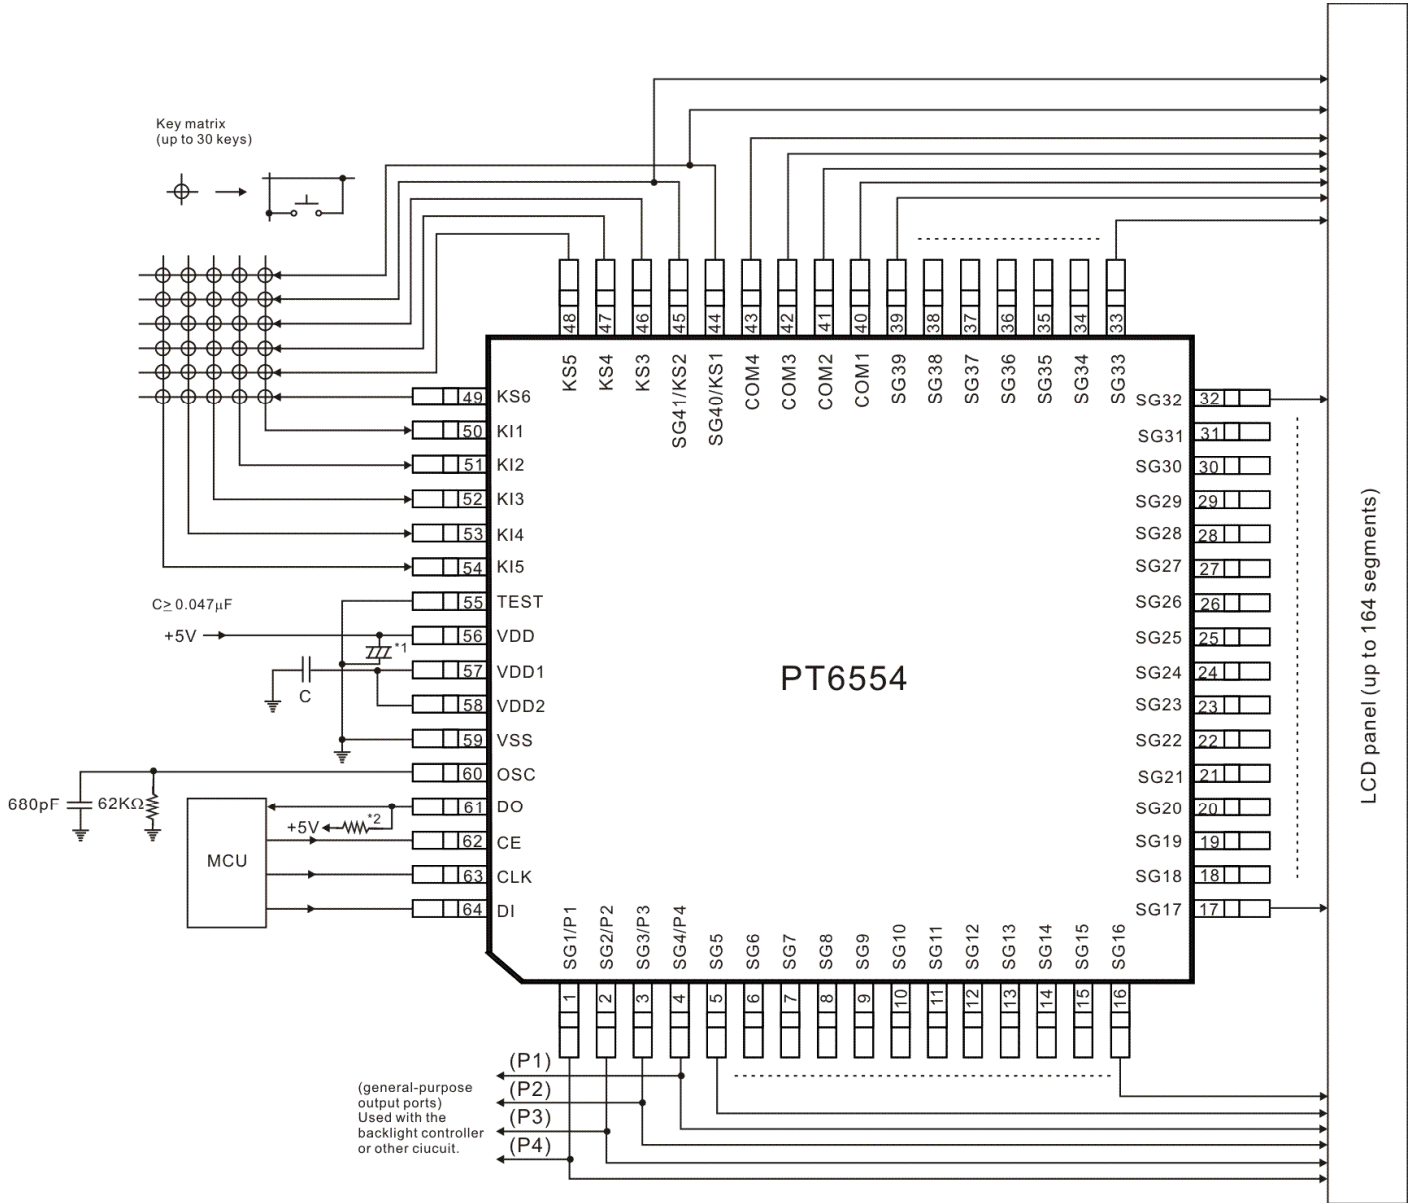 Key matrix
(up to 30 keys)
48
47
46
45
44
43
42
41
40
39
38
37
36
35
34
33
KS5
KS4
KS3
SG41/KS2
SG40/KS1
COM4
COM3
COM2
COM1
SG39
SG38
SG37
SG36
SG35
SG34
SG33
49 KS6
50 KI1
51 KI2
52 KI3
53 KI4
54 KI5
55 TEST
C≥ 0.047μF
+5V
56 VDD
*1
57 VDD1
C
58 VDD2
59 VSS
60 OSC
680pF
62KΩ
61 DO
+5V
*2
62 CE
MCU
63 CLK
64 DI
PT6554
SG32 32
SG31 31
SG30 30
SG29 29
SG28 28
SG27 27
SG26 26
SG25 25
SG24 24
SG23 23
SG22 22
SG21 21
SG20 20
SG19 19
SG18 18
SG17 17
LCD panel (up to 164 segments)
SG1/P1
SG2/P2
SG3/P3
SG4/P4
SG5
SG6
SG7
SG8
SG9
SG10
SG11
SG12
SG13
SG14
SG15
SG16
1
2
3
4
5
6
7
8
9
10
11
12
13
14
15
16
(P1)
(P2)
(P3)
(P4)
(general-purpose
output ports)
Used with the
backlight controller
or other ciucuit.